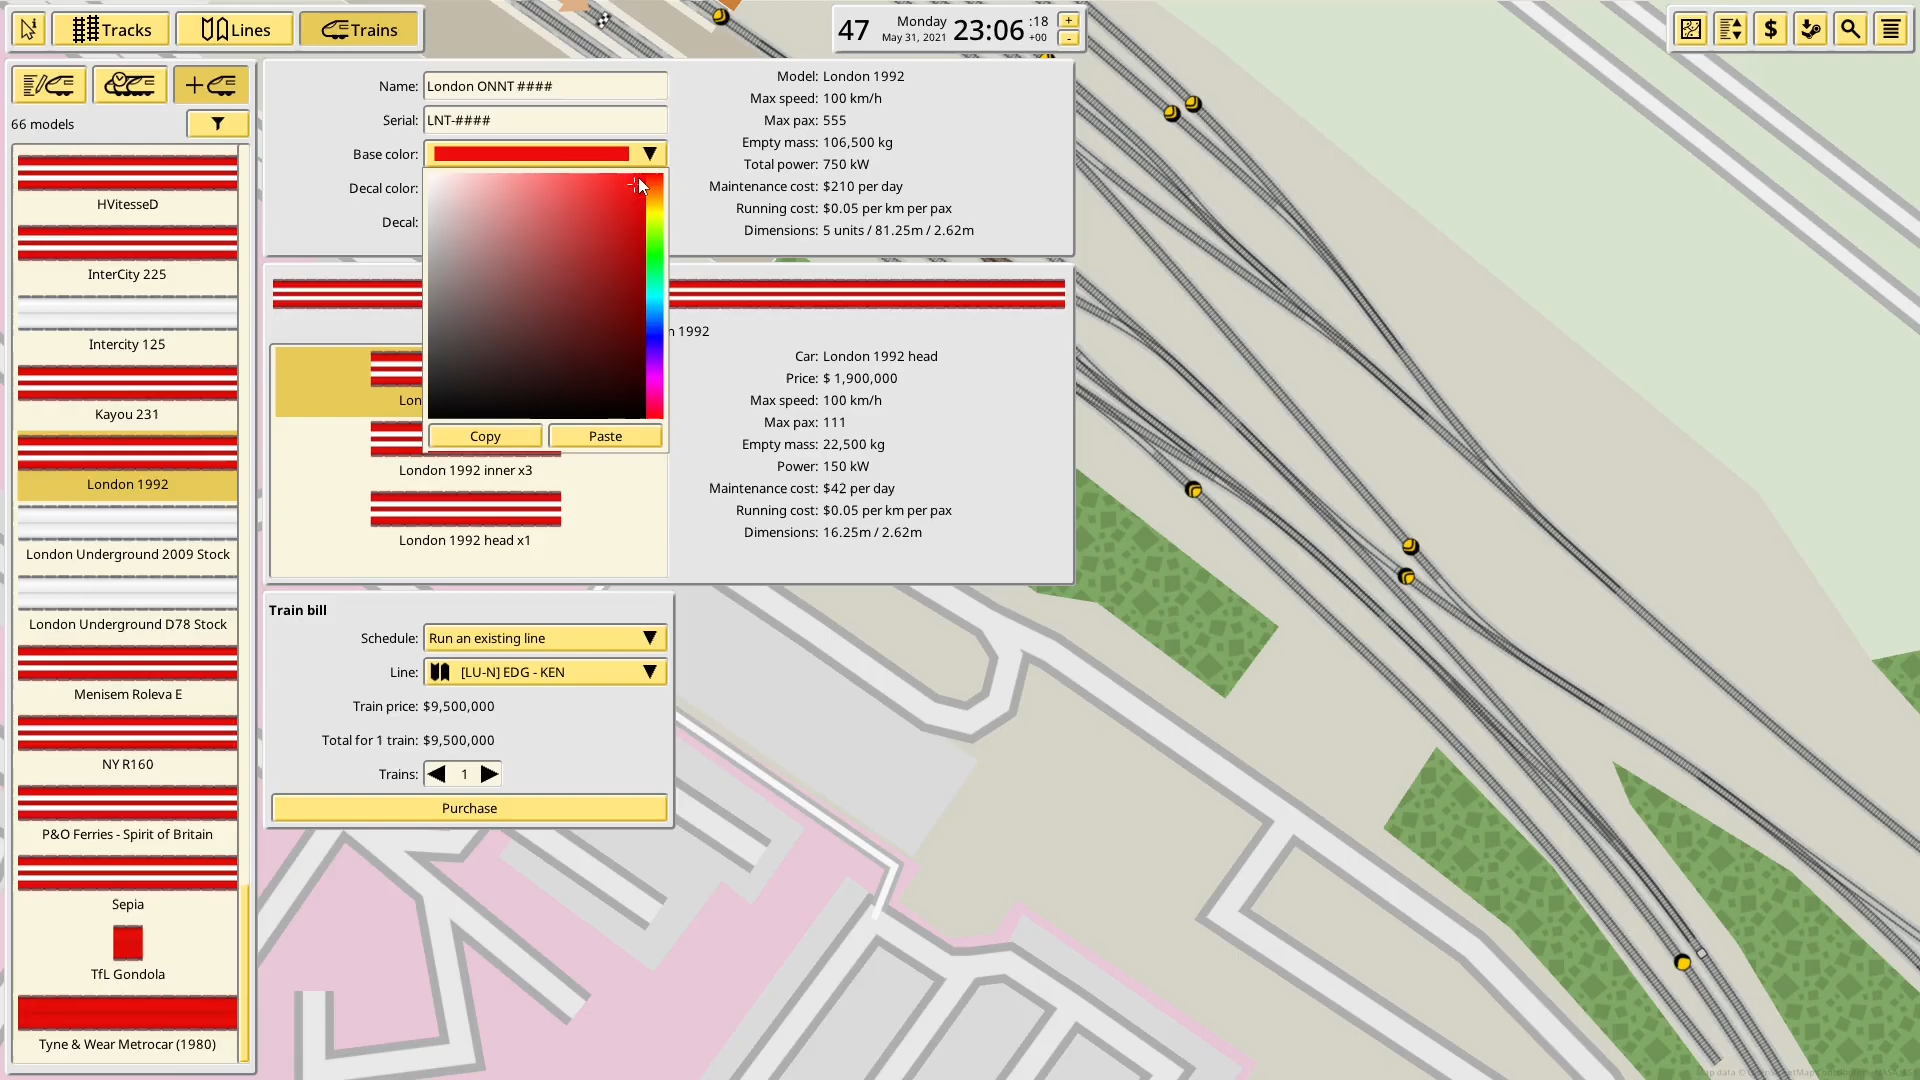 Tracks
Lines
Trains
47
Monday
May 31, 2021
23:06
:18
+00
+
-
$
66 models
HVitesseD
InterCity 225
Intercity 125
Kayou 231
London 1992
London Underground 2009 Stock
London Underground D78 Stock
Menisem Roleva E
NY R160
P&O Ferries - Spirit of Britain
Sepia
TfL Gondola
Tyne & Wear Metrocar (1980)
Name: London ONNT ####
Serial: LNT-####
Base color:
Decal color:
Decal:
Copy
Paste
Model: London 1992
Max speed: 100 km/h
Max pax: 555
Empty mass: 106,500 kg
Total power: 750 kW
Maintenance cost: $210 per day
Running cost: $0.05 per km per pax
Dimensions: 5 units / 81.25m / 2.62m
n 1992
Lon
London 1992 inner x3
London 1992 head x1
Car: London 1992 head
Price: $ 1,900,000
Max speed: 100 km/h
Max pax: 111
Empty mass: 22,500 kg
Power: 150 kW
Maintenance cost: $42 per day
Running cost: $0.05 per km per pax
Dimensions: 16.25m / 2.62m
Train bill
Schedule: Run an existing line
Line: [LU-N] EDG - KEN
Train price: $9,500,000
Total for 1 train: $9,500,000
Trains: 1
Purchase